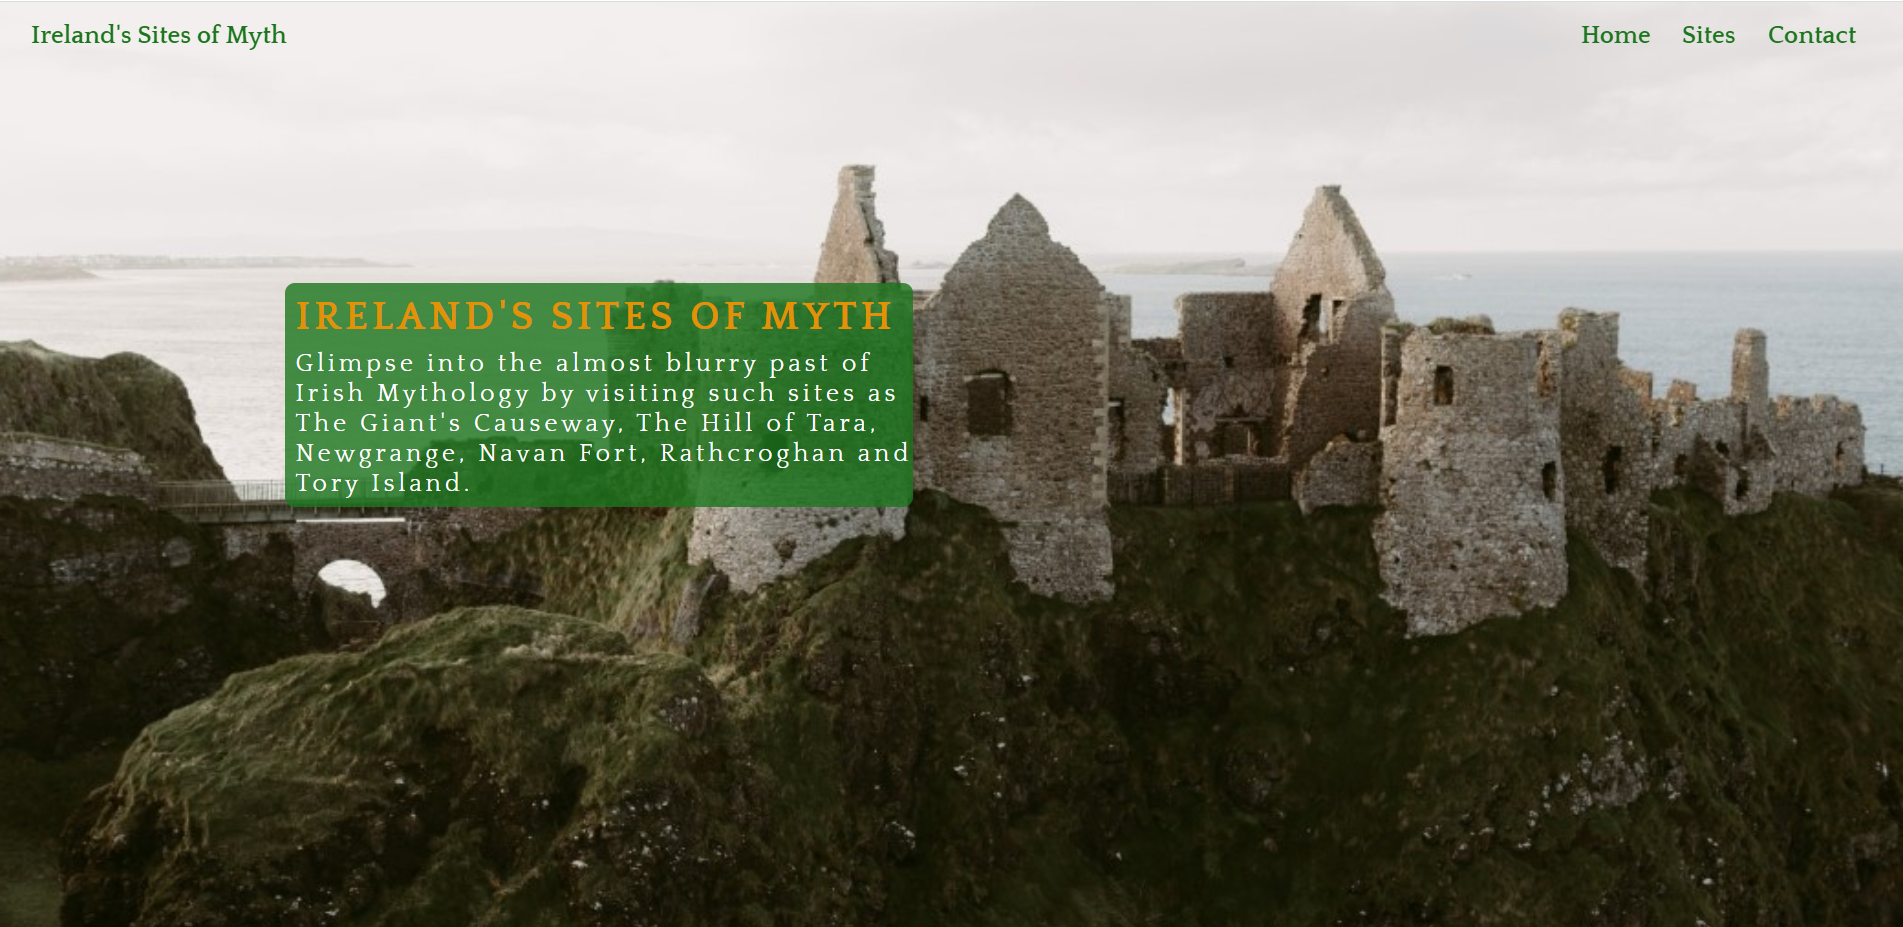 Ireland's Sites of Myth
Home Sites Contact
IRELAND'S SITES OF MYTH
Glimpse into the almost blurry past of
Irish Mythology by visiting such sites as
The Giant's Causeway, The Hill of Tara,
Newgrange, Navan Fort, Rathcroghan and
Tory Island.